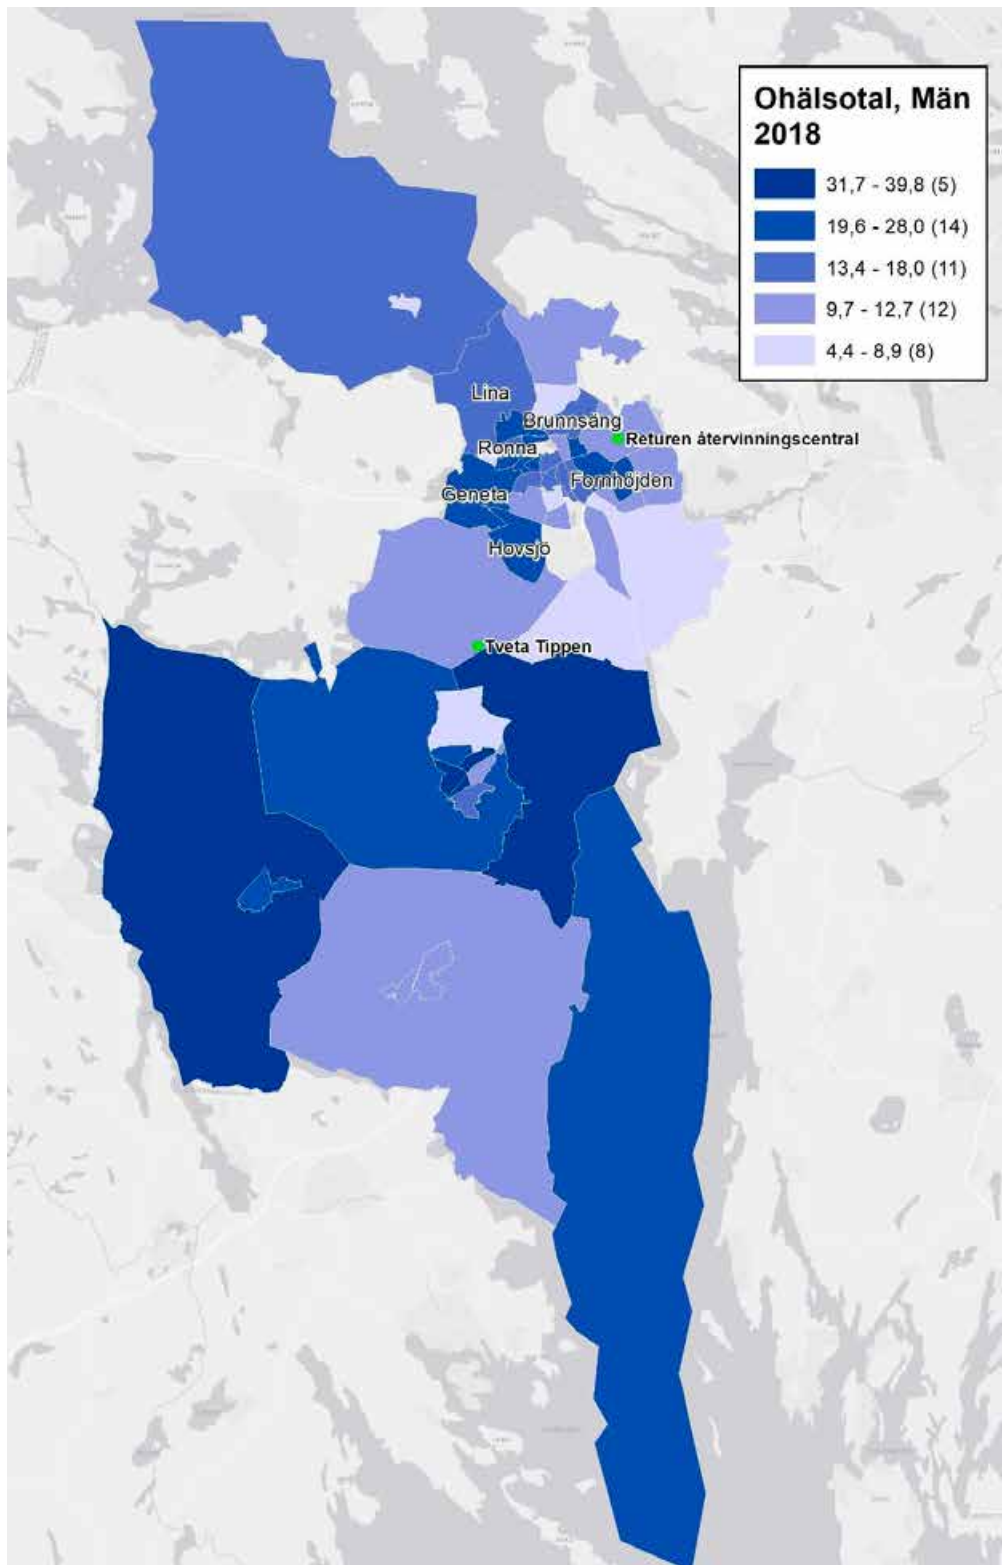 Ohälsotal, Män
2018
31,7 - 39,8 (5)
19,6 - 28,0 (14)
13,4 - 18,0 (11)
9,7 - 12,7 (12)
4,4 - 8,9 (8)
Lina
Brunnsäng
Returen återvinningscentral
Ronna
Fornhöjden
Geneta
Hovsjö
Tveta Tippen